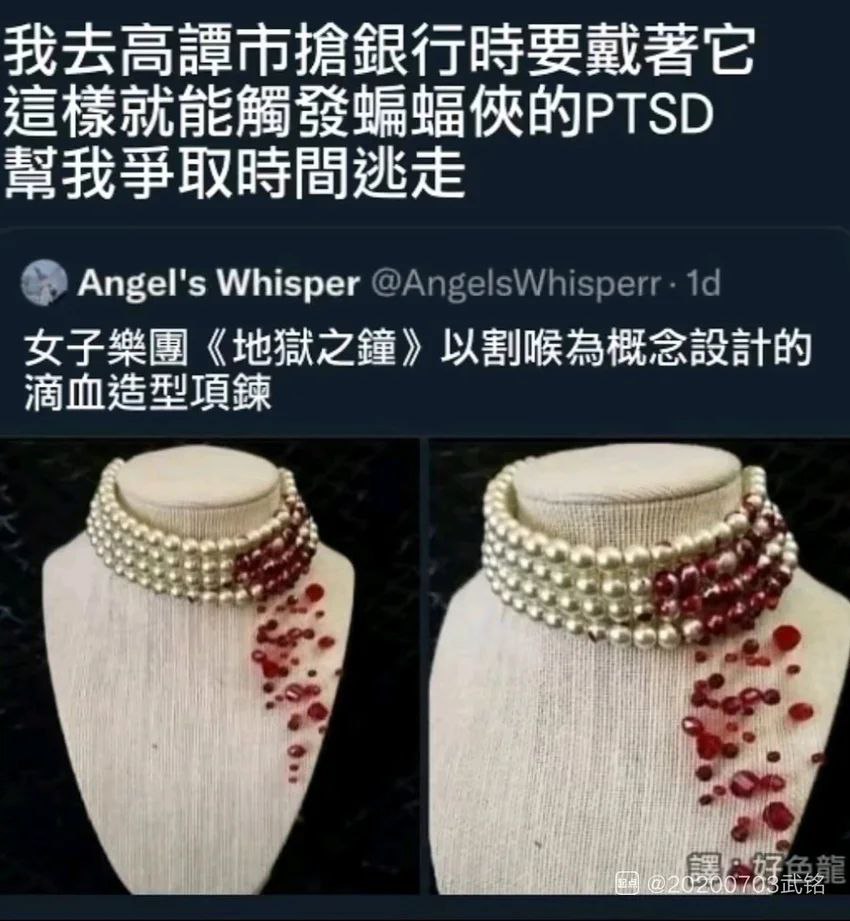 我去高譚市搶銀行時要戴著它
這樣就能觸發蝙蝠俠的PTSD
幫我爭取時間逃走
Angel's Whisper @AngelsWhisperr · 1d
女子樂團《地獄之鐘》以割喉為概念設計的
滴血造型項鍊
譯：好色龍
起点 @20200703武铭